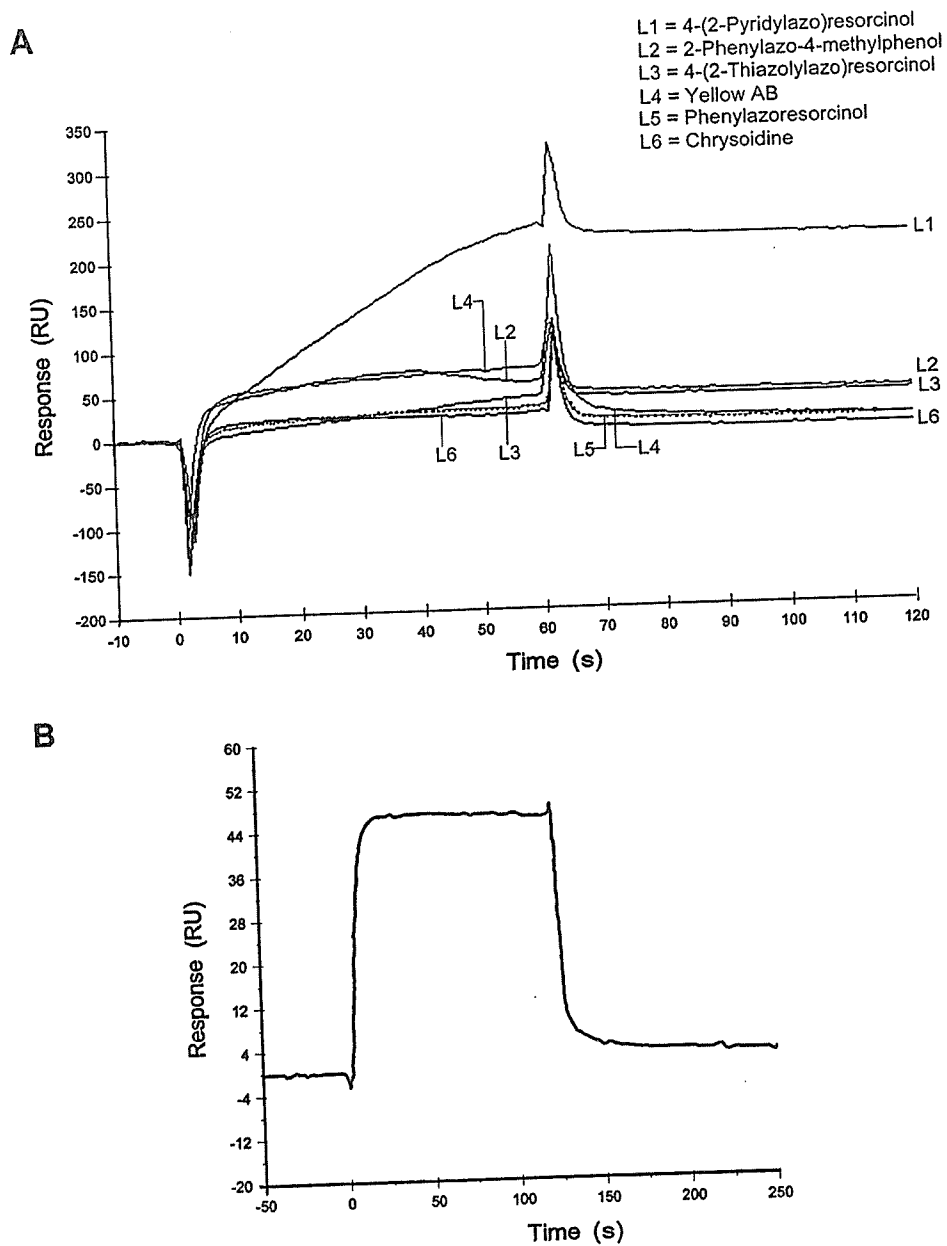 A
L1 = 4-(2-Pyridylazo)resorcinol
L2 = 2-Phenylazo-4-methylphenol
L3 = 4-(2-Thiazolylazo)resorcinol
L4 = Yellow AB
L5 = Phenylazoresorcinol
L6 = Chrysoidine
350
300
250
200
150
100
50
0
-50
-100
-150
-200
Response (RU)
L1
L4
L2
L2
L3
L6
L6
L3
L5
L4
-10
0
10
20
30
40
50
60
70
80
90
100
110
120
Time (s)
B
60
52
44
36
28
20
12
4
-4
-12
-20
Response (RU)
-50
0
50
100
150
200
250
Time (s)